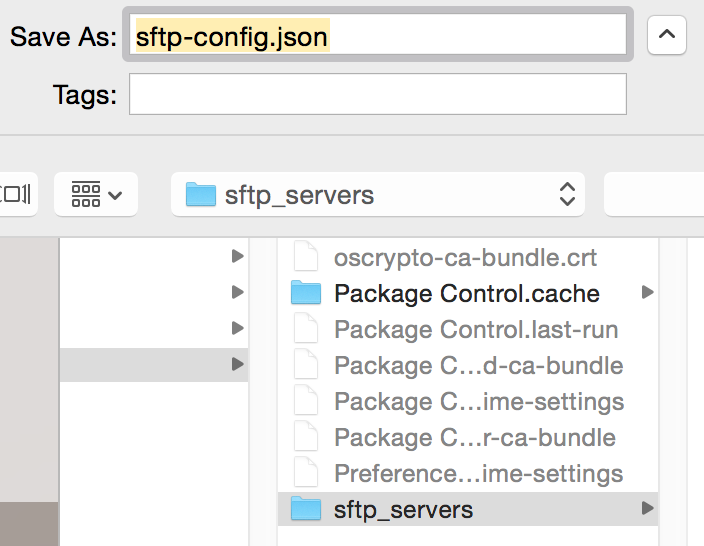 Save As: sftp-config.json
Tags:
sftp_servers
oscrypto-ca-bundle.crt
Package Control.cache
Package Control.last-run
Package C...d-ca-bundle
Package C...ime-settings
Package C...r-ca-bundle
Preference...ime-settings
sftp_servers